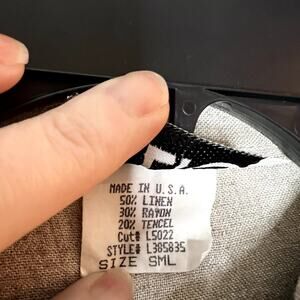 MADE IN U.S.A.
50% LINEN
30% RAYON
20% TENCEL
Cut# L5022
STYLE# L385835
SIZE SML